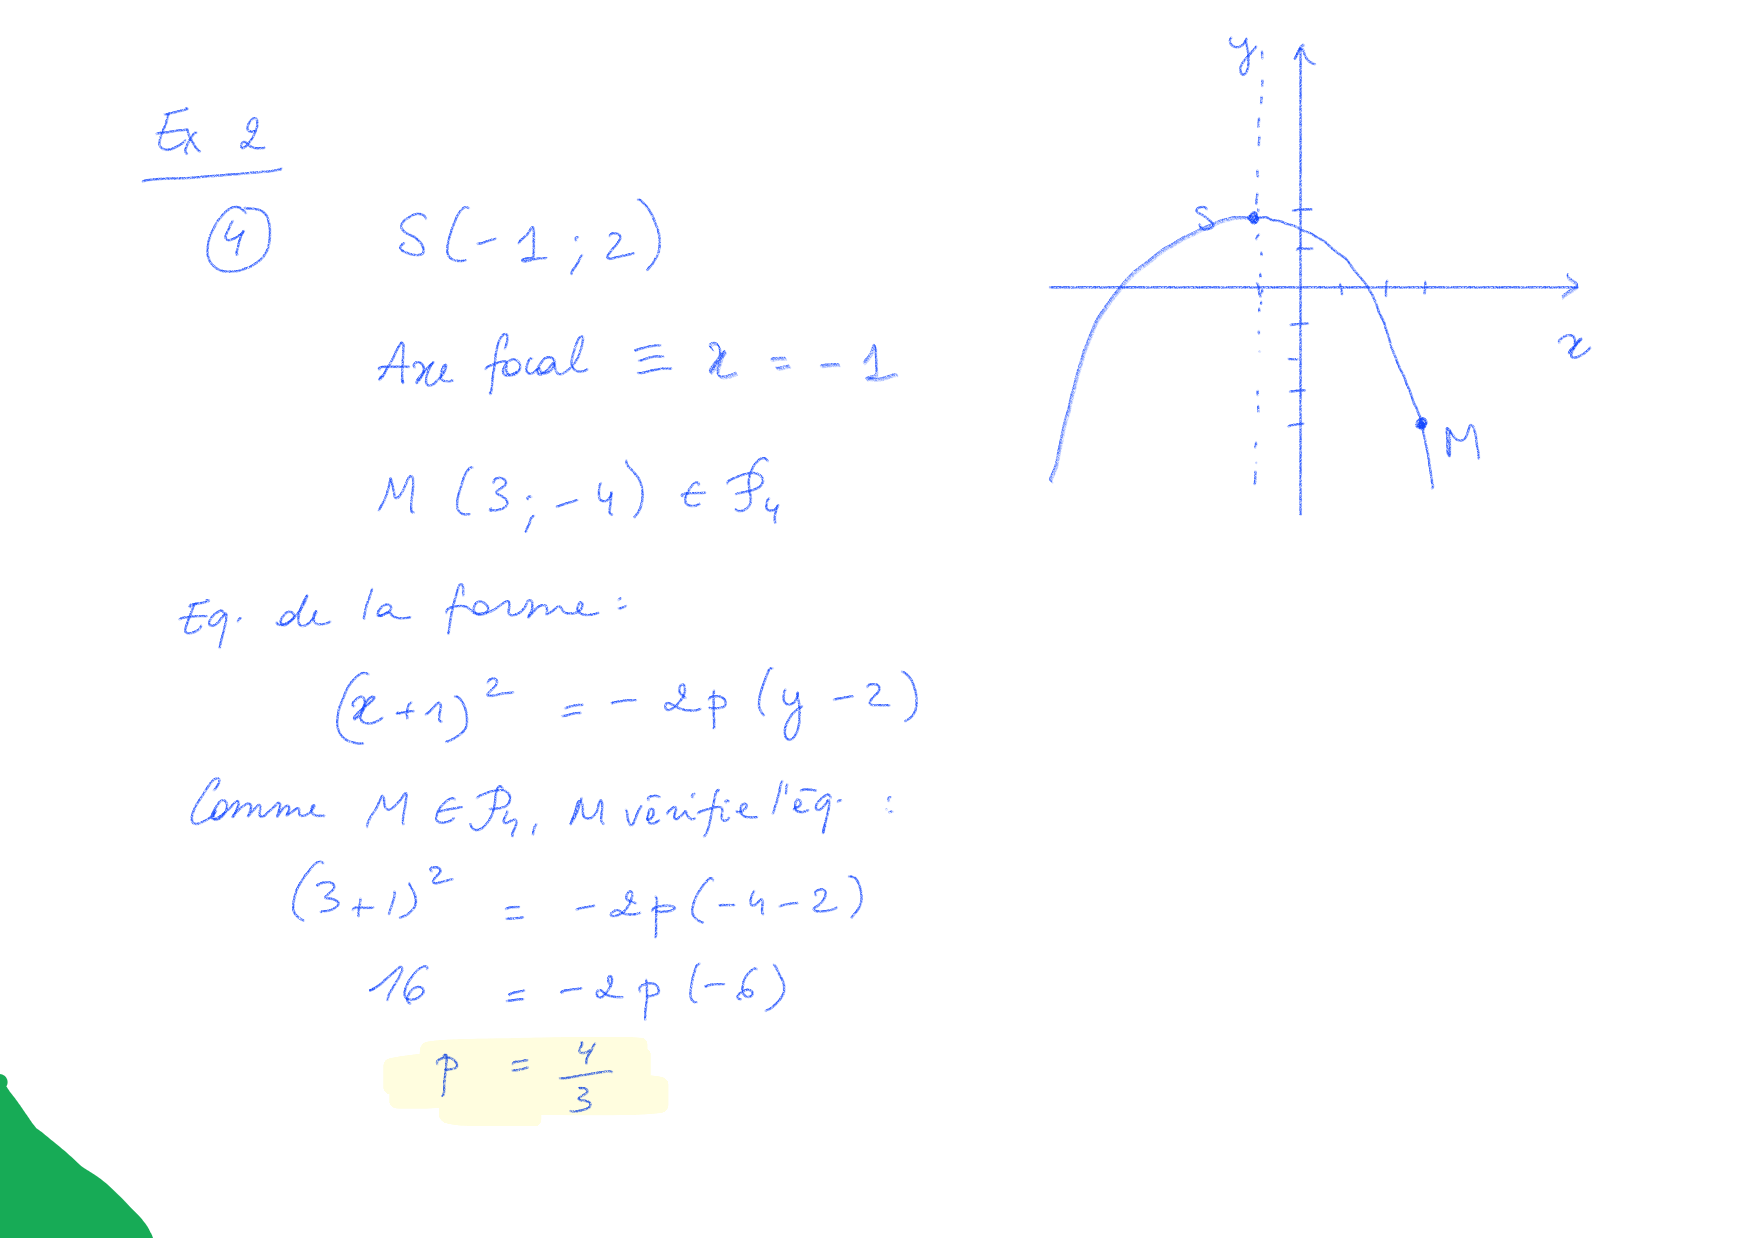 Ex 2
④ S(-1 ; 2)
Axe focal ≡ x = -1
M (3 ; -4) ∈ 𝒫₄
Eq. de la forme :
(x+1)² = - 2p (y - 2)
Comme M ∈ 𝒫₄, M vérifie l'éq. :
(3+1)² = -2p (-4-2)
16 = -2p (-6)
p = 4/3
y
S
x
M